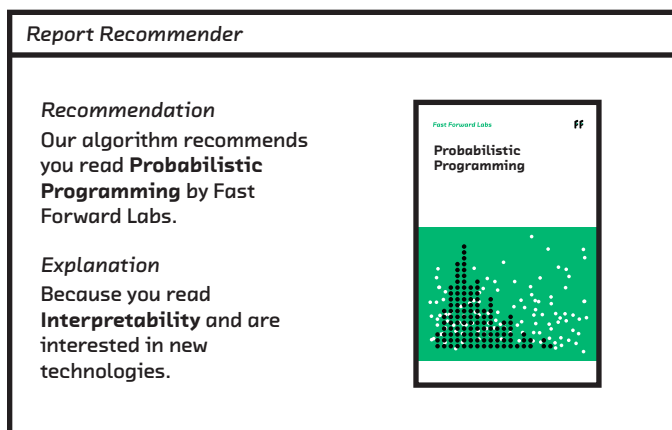 Report Recommender
Recommendation
Our algorithm recommends
you read Probabilistic
Programming by Fast
Forward Labs.
Explanation
Because you read
Interpretability and are
interested in new
technologies.
Fast Forward Labs
FF
Probabilistic
Programming